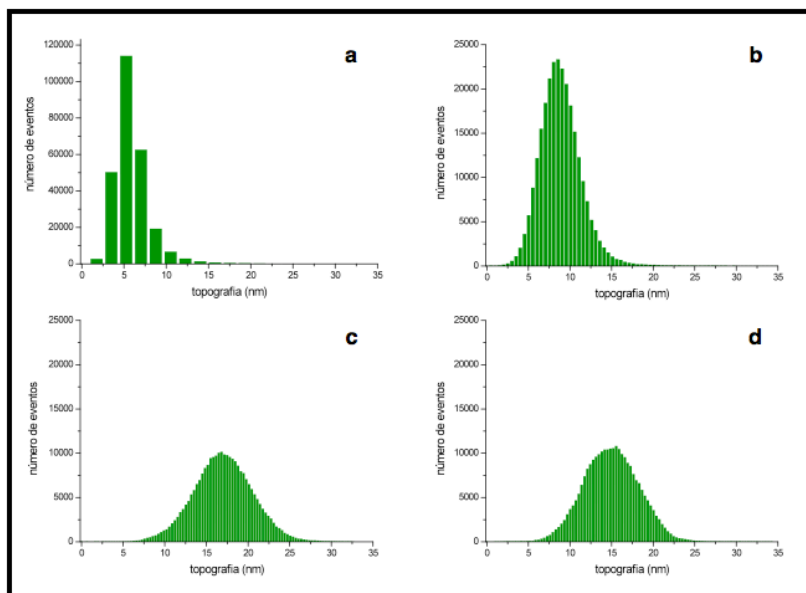 a
120000
100000
80000
60000
40000
20000
0
número de eventos
0 5 10 15 20 25 30 35
topografia (nm)
b
25000
20000
15000
10000
5000
0
número de eventos
0 5 10 15 20 25 30 35
topografia (nm)
c
25000
20000
15000
10000
5000
0
número de eventos
0 5 10 15 20 25 30 35
topografia (nm)
d
25000
20000
15000
10000
5000
0
número de eventos
0 5 10 15 20 25 30 35
topografia (nm)